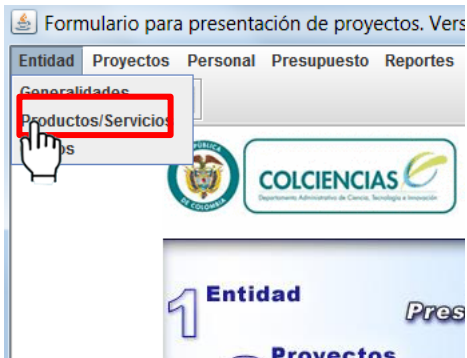 Formulario para presentación de proyectos. Vers
Entidad Proyectos Personal Presupuesto Reportes
Generalidades
Productos/Servicios
COLCIENCIAS
Departamento Administrativo de Ciencia, Tecnología e Innovación
1 Entidad
Pres
Proyectos